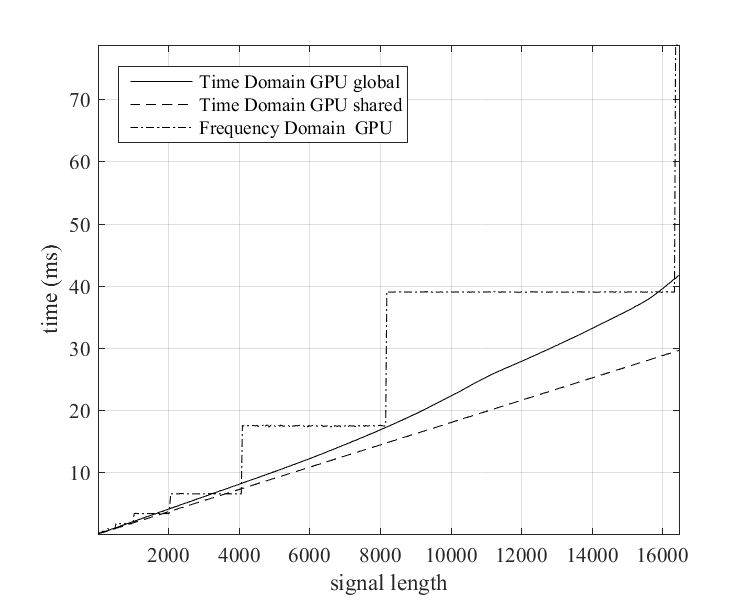 Time Domain GPU global
Time Domain GPU shared
Frequency Domain  GPU
70
60
50
40
30
20
10
time (ms)
2000 4000 6000 8000 10000 12000 14000 16000
signal length